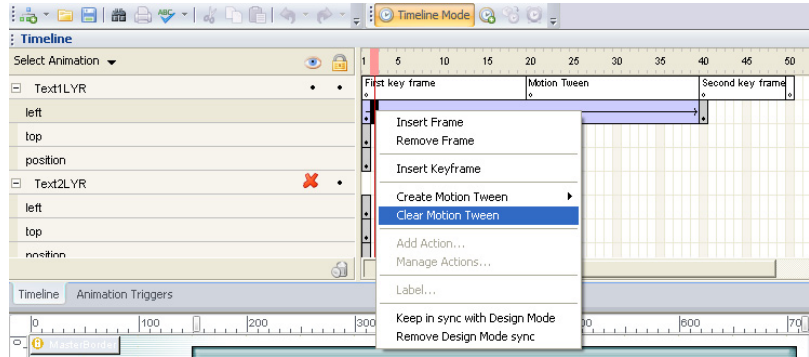 Timeline Mode
Timeline
Select Animation
1 5 10 15 20 25 30 35 40 45 50
Text1LYR
First key frame
Motion Tween
Second key frame
left
top
position
Text2LYR
left
top
position
Insert Frame
Remove Frame
Insert Keyframe
Create Motion Tween
Clear Motion Tween
Add Action...
Manage Actions...
Label...
Keep in sync with Design Mode
Remove Design Mode sync
Timeline
Animation Triggers
0 100 200 300 600 70
MasterBorder